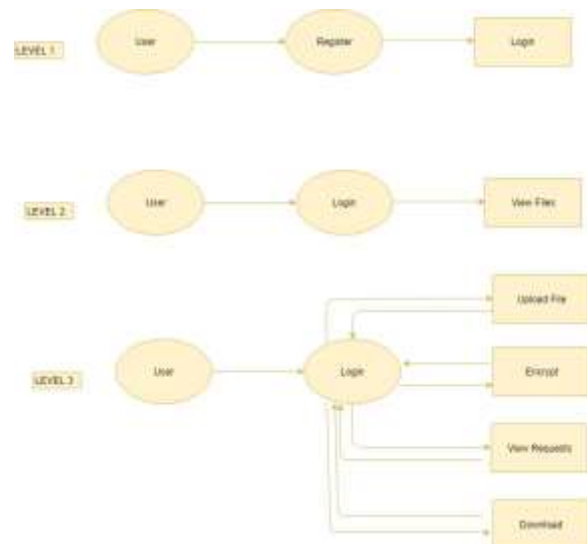 User
Register
Login
LEVEL 1
User
Login
View Files
LEVEL 2
Upload File
User
Login
Encrypt
LEVEL 3
View Requests
Download